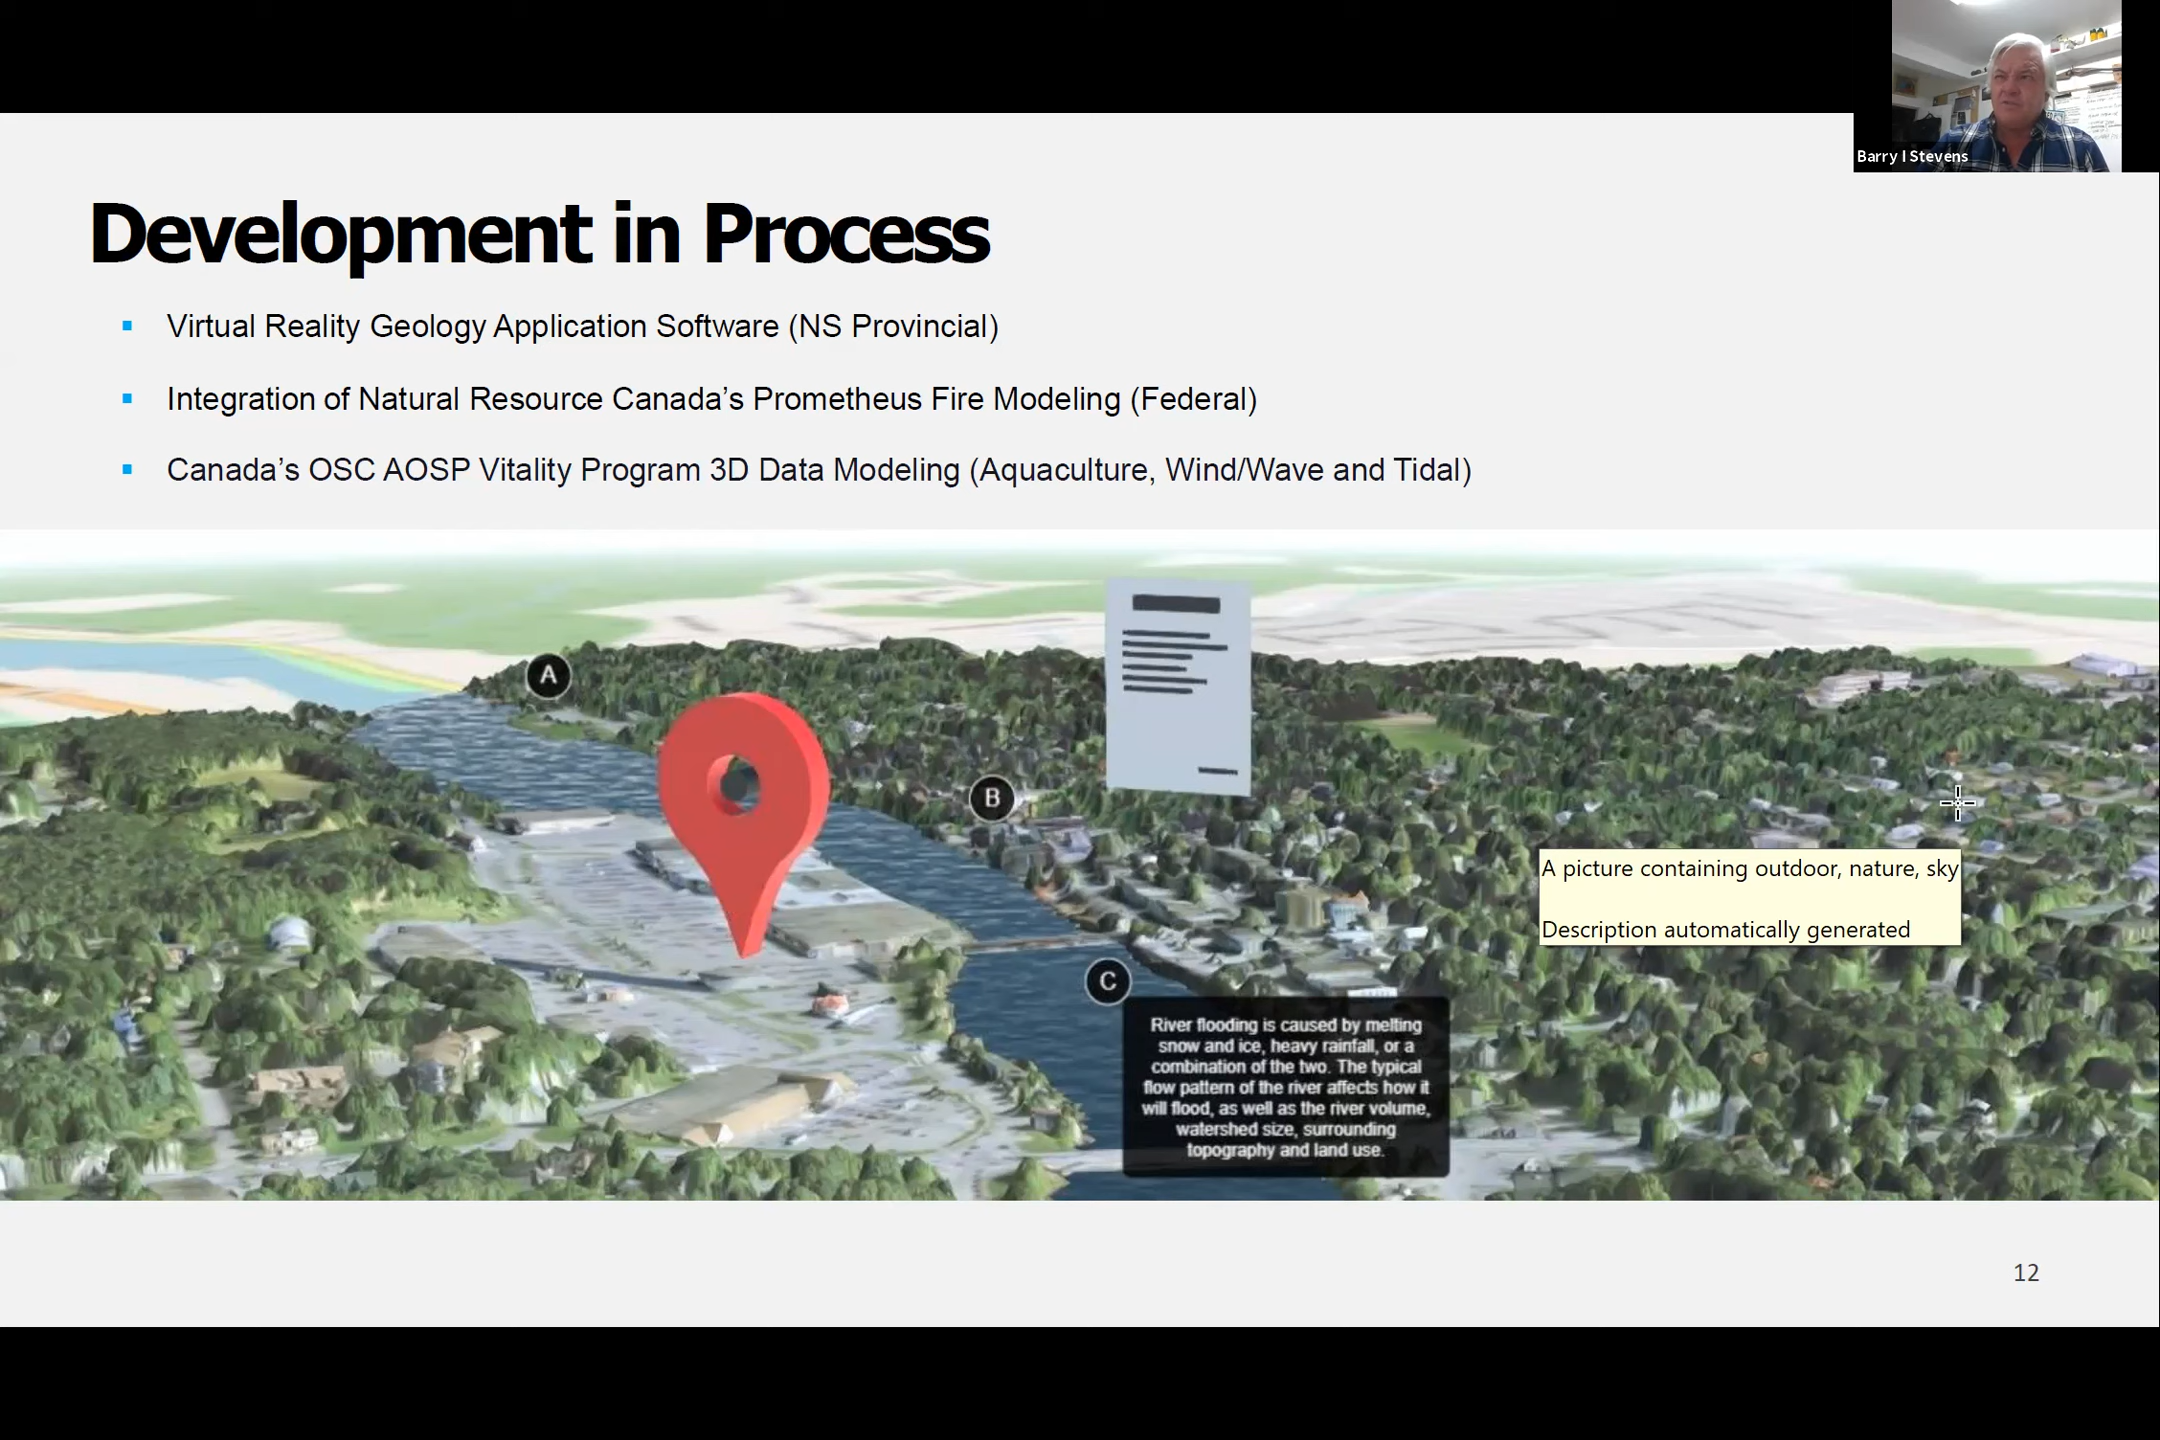 Barry I Stevens
Development in Process
Virtual Reality Geology Application Software (NS Provincial)
Integration of Natural Resource Canada’s Prometheus Fire Modeling (Federal)
Canada’s OSC AOSP Vitality Program 3D Data Modeling (Aquaculture, Wind/Wave and Tidal)
A
B
A picture containing outdoor, nature, sky
Description automatically generated
C
River flooding is caused by melting
snow and ice, heavy rainfall, or a
combination of the two. The typical
flow pattern of the river affects how it
will flood, as well as the river volume,
watershed size, surrounding
topography and land use.
12